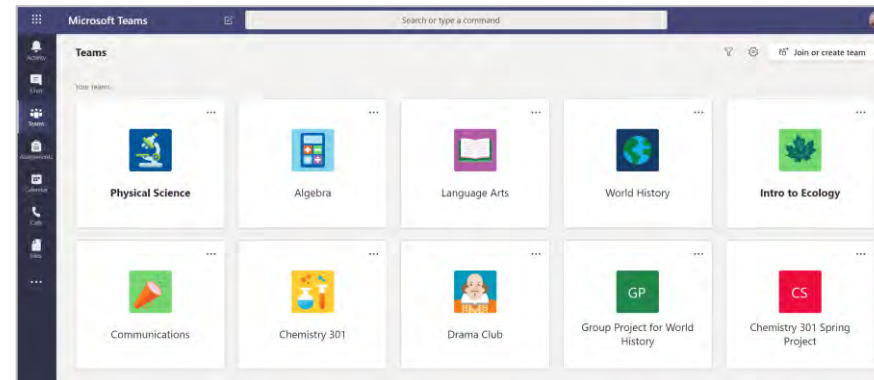 Microsoft Teams
Search or type a command
Activity
Chat
Teams
Assignments
Calendar
Calls
Files
Teams
Join or create team
Your teams
Physical Science
Algebra
Language Arts
World History
Intro to Ecology
Communications
Chemistry 301
Drama Club
GP
Group Project for World
History
CS
Chemistry 301 Spring
Project